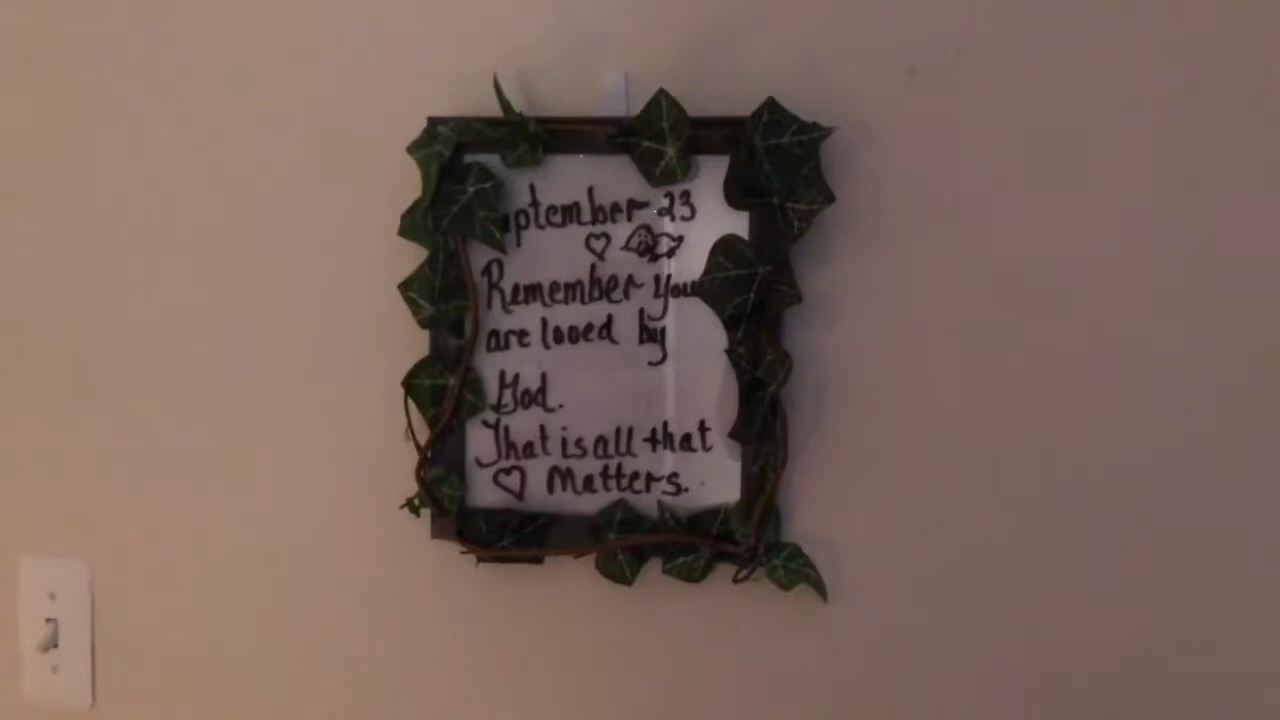 ptember 23
Remember you
are loved by
God.
That is all that
Matters.